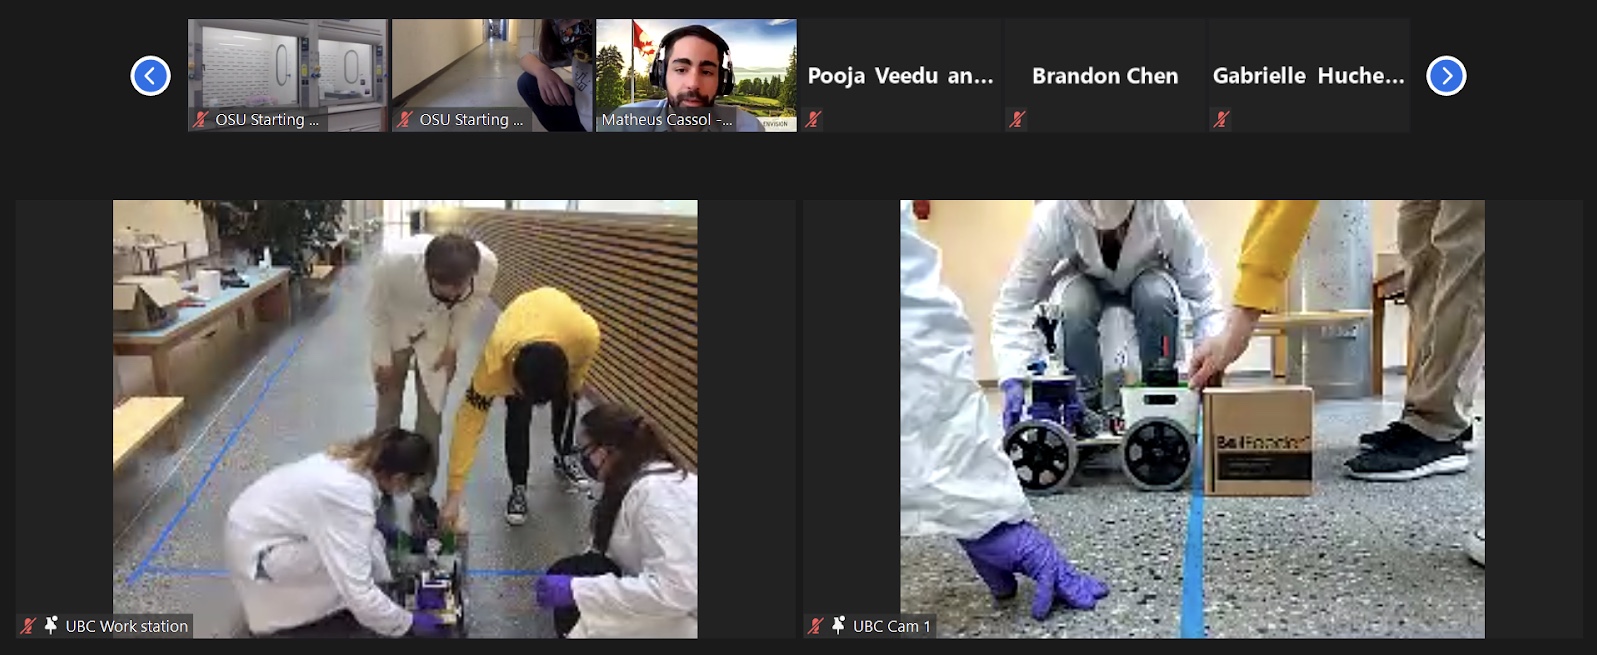 OSU Starting ...
OSU Starting ...
Matheus Cassol -...
ENVISION
Pooja Veedu an...
Brandon Chen
Gabrielle Huche...
UBC Work station
UBC Cam 1